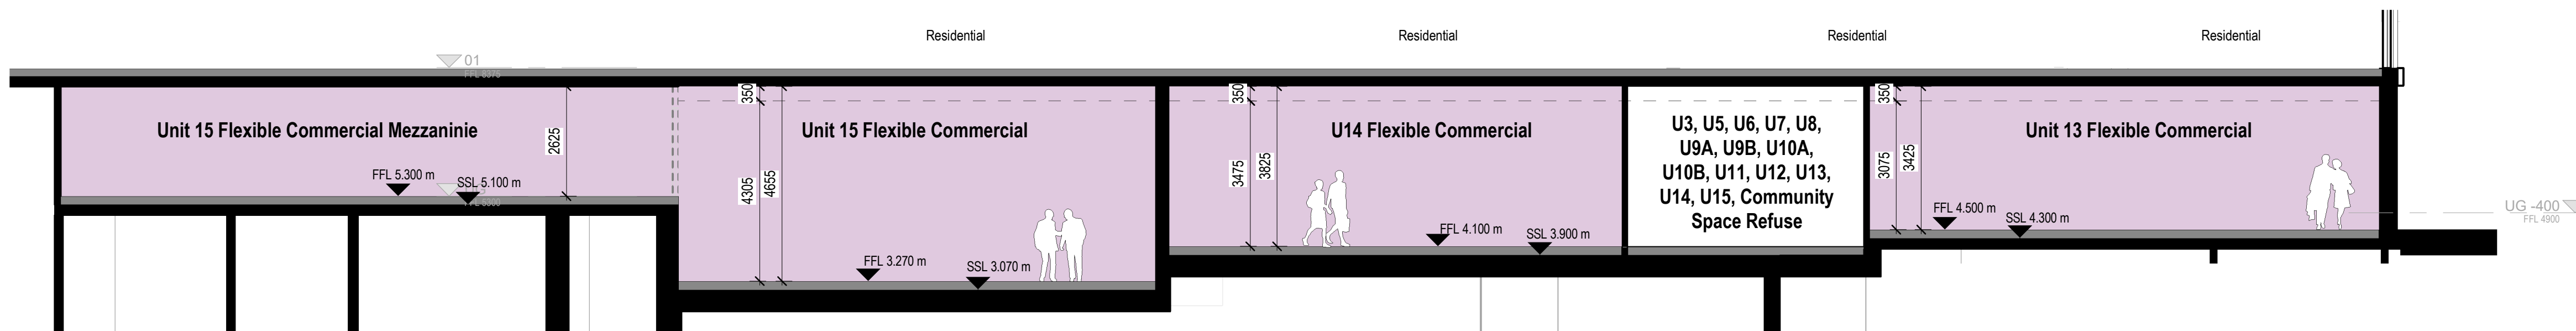 Residential
Residential
Residential
Residential
01
FFL 8375
350
350
350
Unit 15 Flexible Commercial Mezzaninie
2625
Unit 15 Flexible Commercial
4305
4655
U14 Flexible Commercial
3475
3825
U3, U5, U6, U7, U8,
U9A, U9B, U10A,
U10B, U11, U12, U13,
U14, U15, Community
Space Refuse
3075
3425
Unit 13 Flexible Commercial
FFL 5.300 m
SSL 5.100 m
FFL 5300
FFL 3.270 m
SSL 3.070 m
FFL 4.100 m
SSL 3.900 m
FFL 4.500 m
SSL 4.300 m
UG -400
FFL 4900